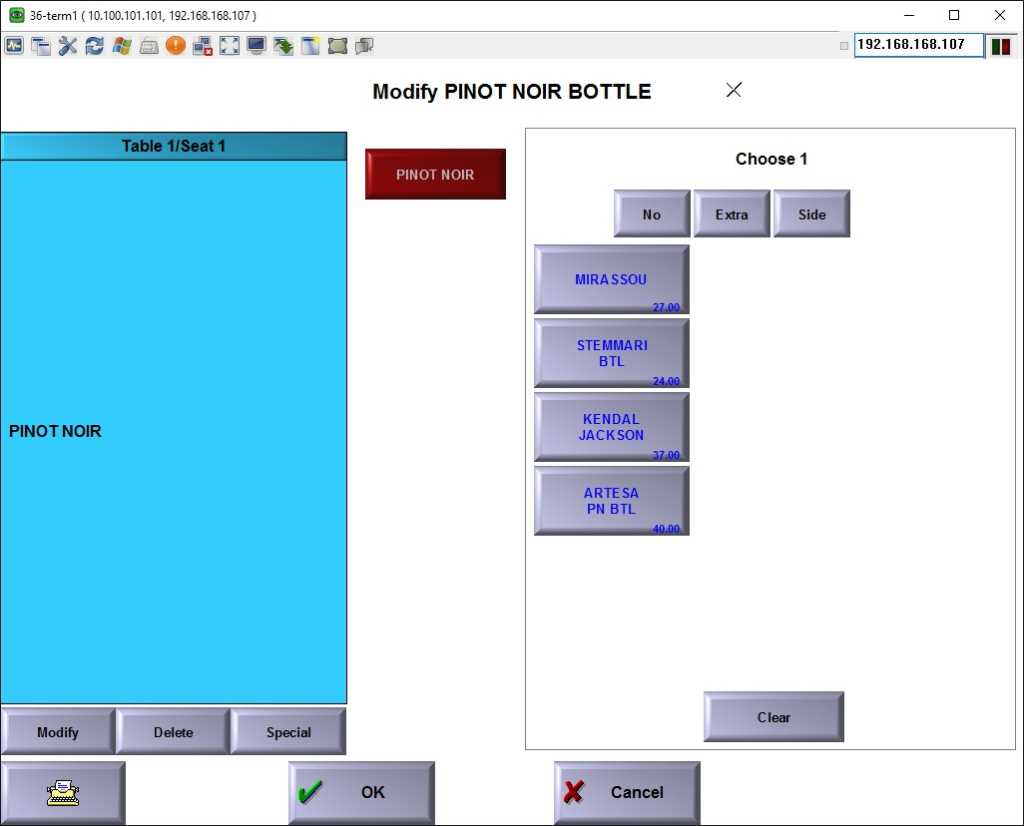 36-term1 ( 10.100.101.101, 192.168.168.107 )
192.168.168.107
Modify PINOT NOIR BOTTLE
Table 1/Seat 1
PINOT NOIR
PINOT NOIR
Choose 1
No
Extra
Side
MIRASSOU
27.00
STEMMARI
BTL
24.00
KENDAL
JACKSON
37.00
ARTESA
PN BTL
40.00
Clear
Modify
Delete
Special
OK
Cancel